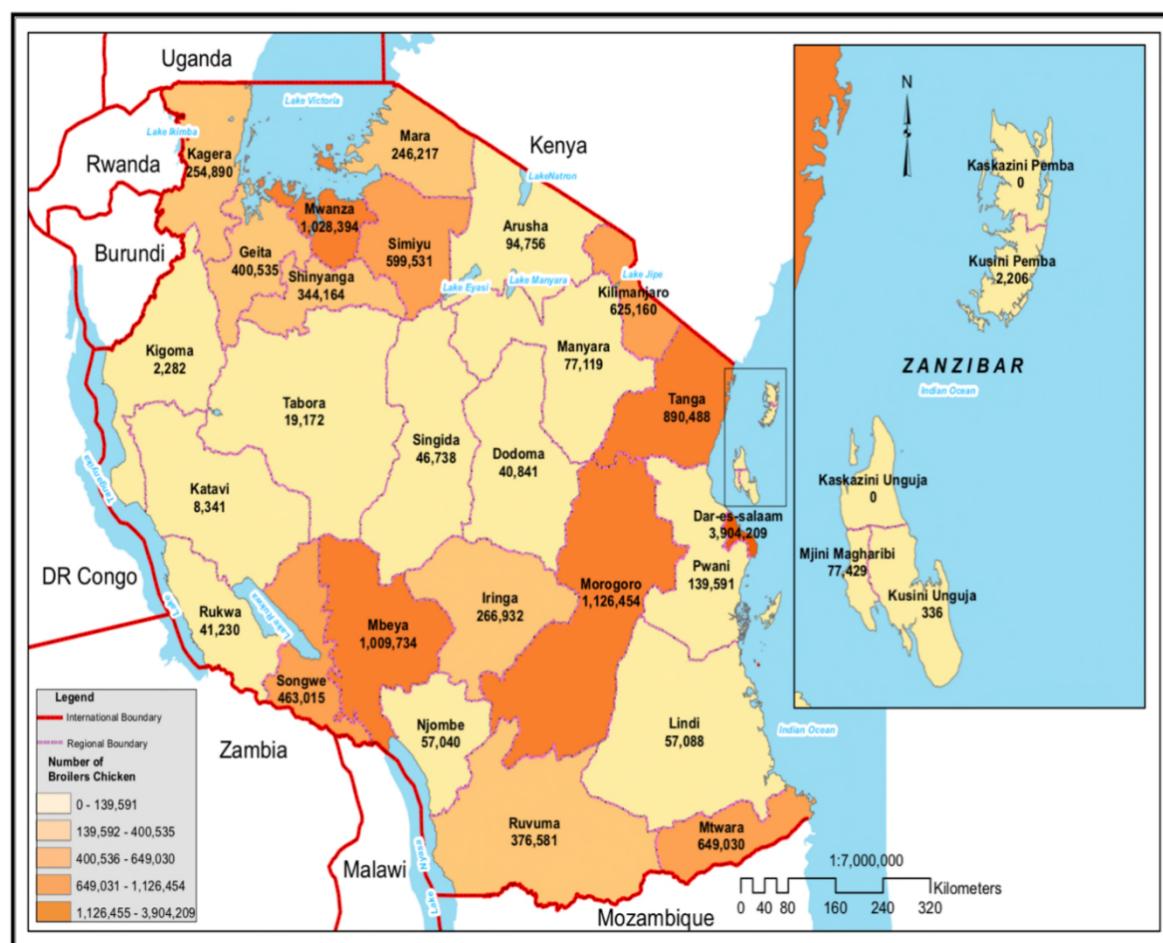 Uganda
Lake Victoria
Lake Ikimba
Rwanda
Kagera
254,890
Mara
246,217
Kenya
LakeNatron
Burundi
Mwanza
1,028,394
Geita
400,535
Shinyanga
344,164
Simiyu
599,531
Arusha
94,756
Lake Eyasi
Lake Manyara
Lake Jipe
Kilimanjaro
625,160
Kigoma
2,282
Tabora
19,172
Singida
46,738
Dodoma
40,841
Manyara
77,119
Tanga
890,488
Katavi
8,341
Tanganyika
Lake
DR Congo
Rukwa
41,230
Lake Rukwa
Mbeya
1,009,734
Iringa
266,932
Morogoro
1,126,454
Dar-es-salaam
3,904,209
Pwani
139,591
Songwe
463,015
Njombe
57,040
Lindi
57,088
Indian Ocean
Zambia
Ruvuma
376,581
Mtwara
649,030
Malawi
Nyasa
Lake
Mozambique
N
Kaskazini Pemba
0
Kusini Pemba
2,206
ZANZIBAR
Indian Ocean
Kaskazini Unguja
0
Mjini Magharibi
77,429
Kusini Unguja
336
Legend
International Boundary
Regional Boundary
Number of
Broilers Chicken
0 - 139,591
139,592 - 400,535
400,536 - 649,030
649,031 - 1,126,454
1,126,455 - 3,904,209
1:7,000,000
Kilometers
0 40 80 160 240 320